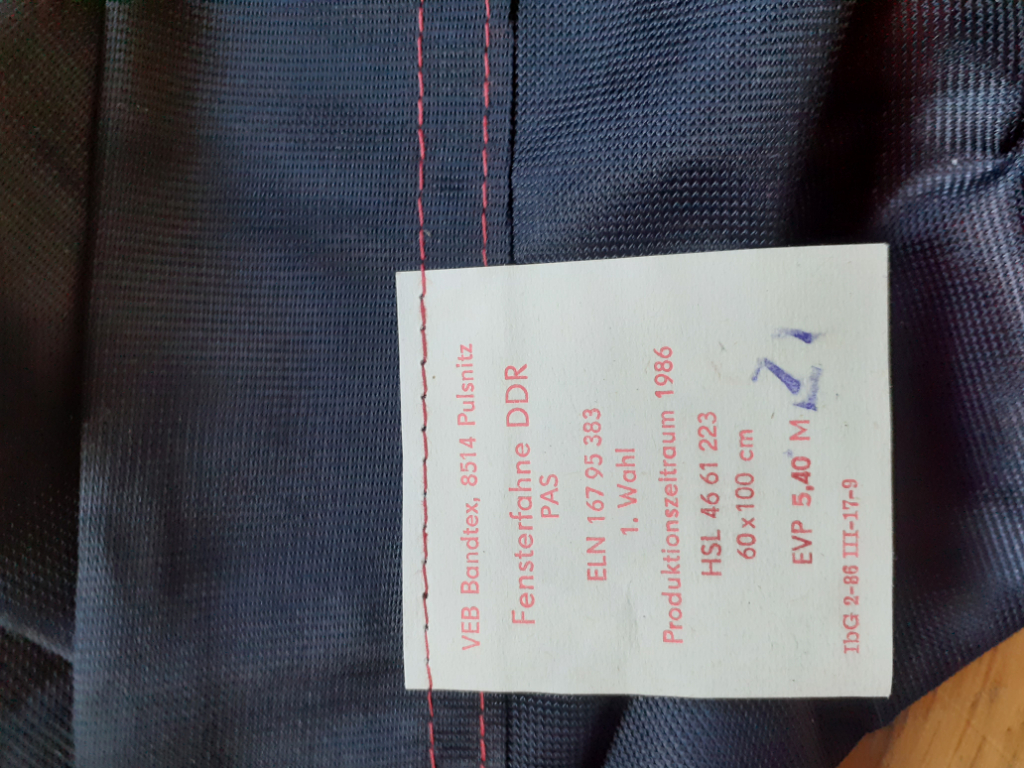 VEB Bandtex, 8514 Pulsnitz
Fensterfahne DDR
PAS
ELN 167 95 383
1. Wahl
Produktionszeitraum 1986
HSL 46 61 223
60 x 100 cm
EVP 5,40 M
IbG 2-86 III-17-9